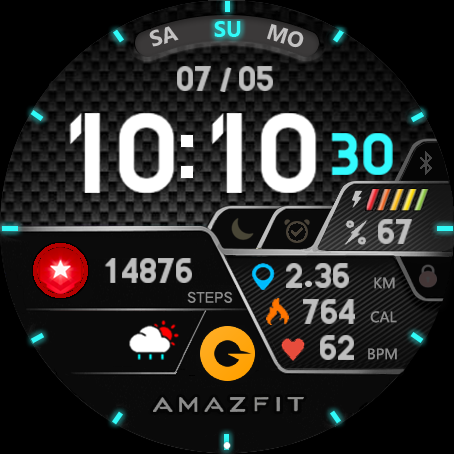 SA SU MO
07 / 05
10:10 30
% 67
14876
STEPS
2.36 KM
764 CAL
62 BPM
AMAZFIT